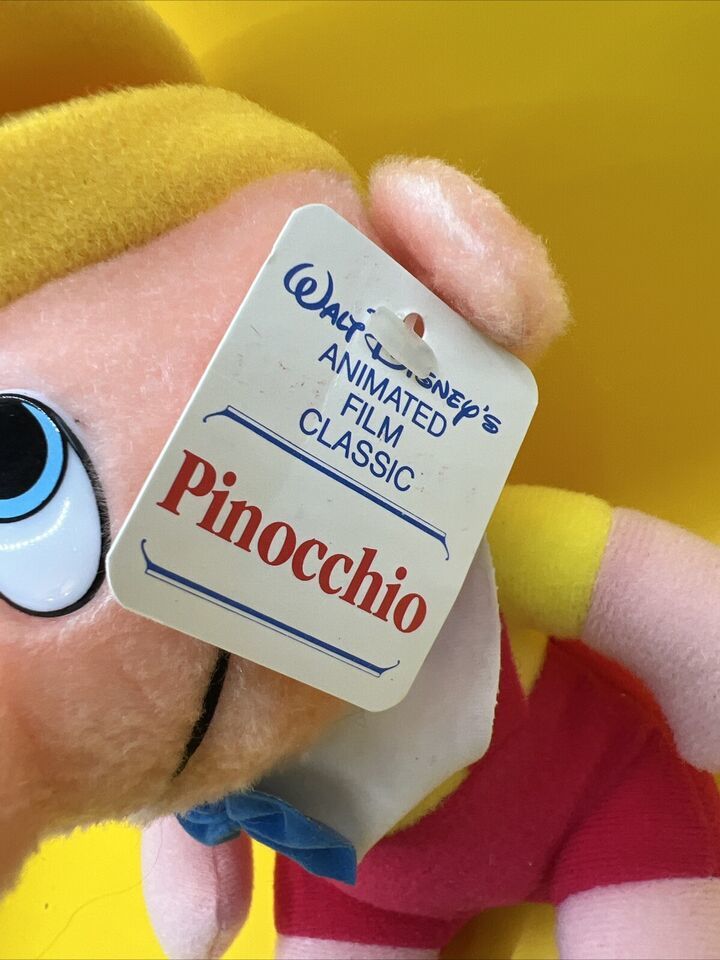 WALT DISNEY'S
ANIMATED
FILM
CLASSIC
Pinocchio